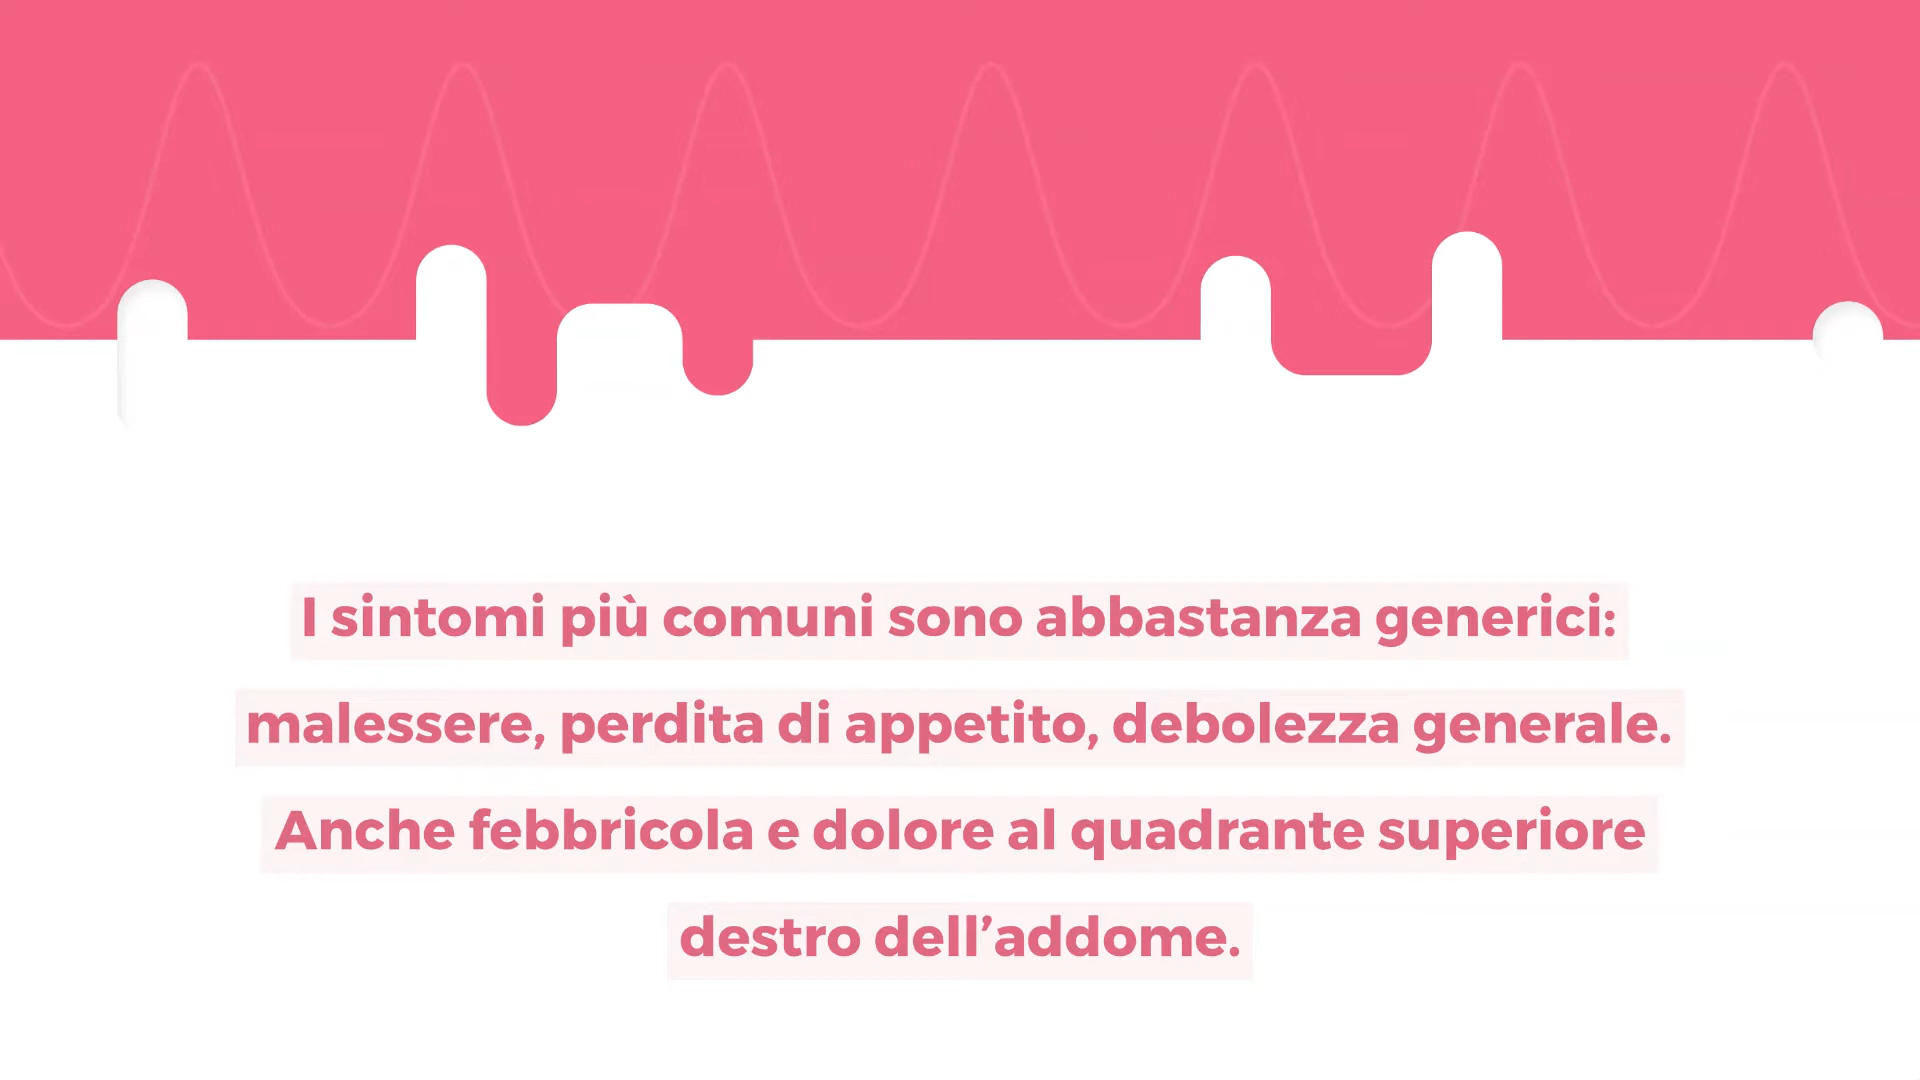 I sintomi più comuni sono abbastanza generici:
malessere, perdita di appetito, debolezza generale.
Anche febbricola e dolore al quadrante superiore
destro dell’addome.